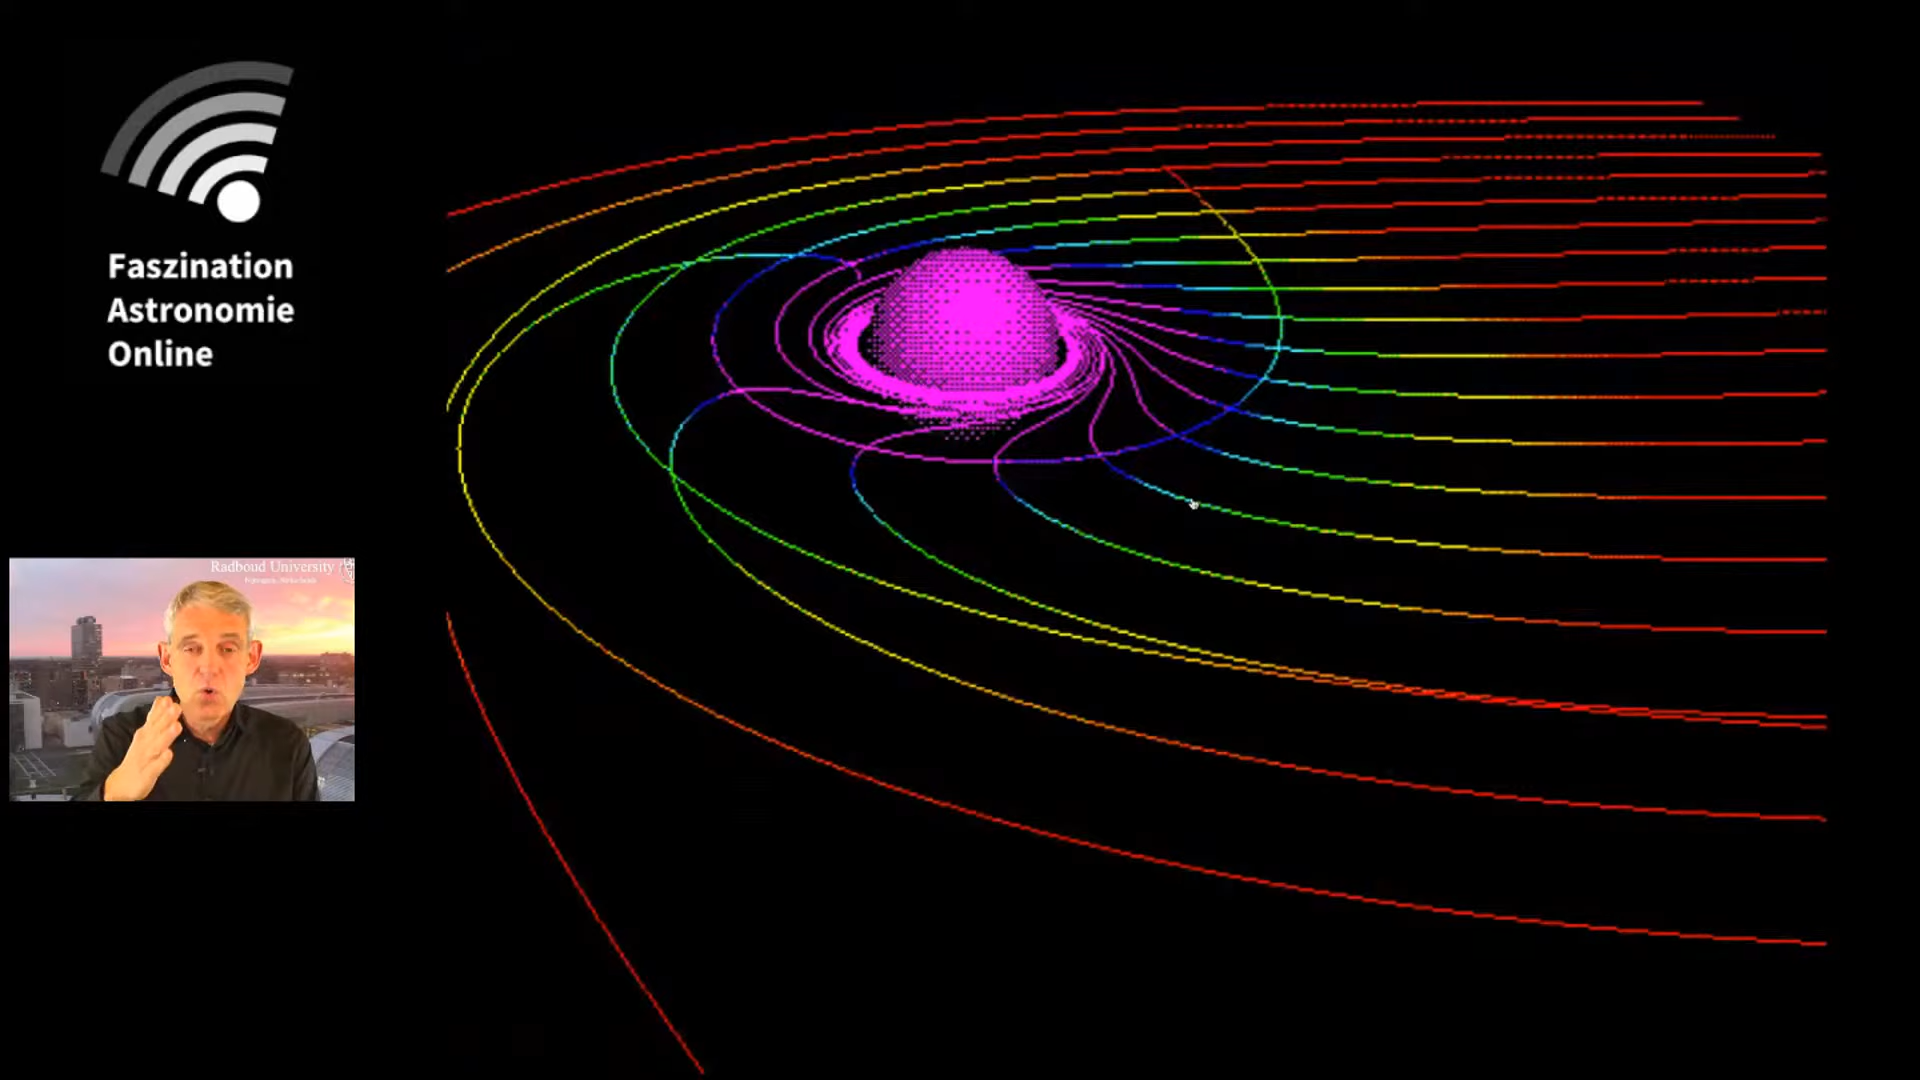 Faszination
Astronomie
Online
Radboud University